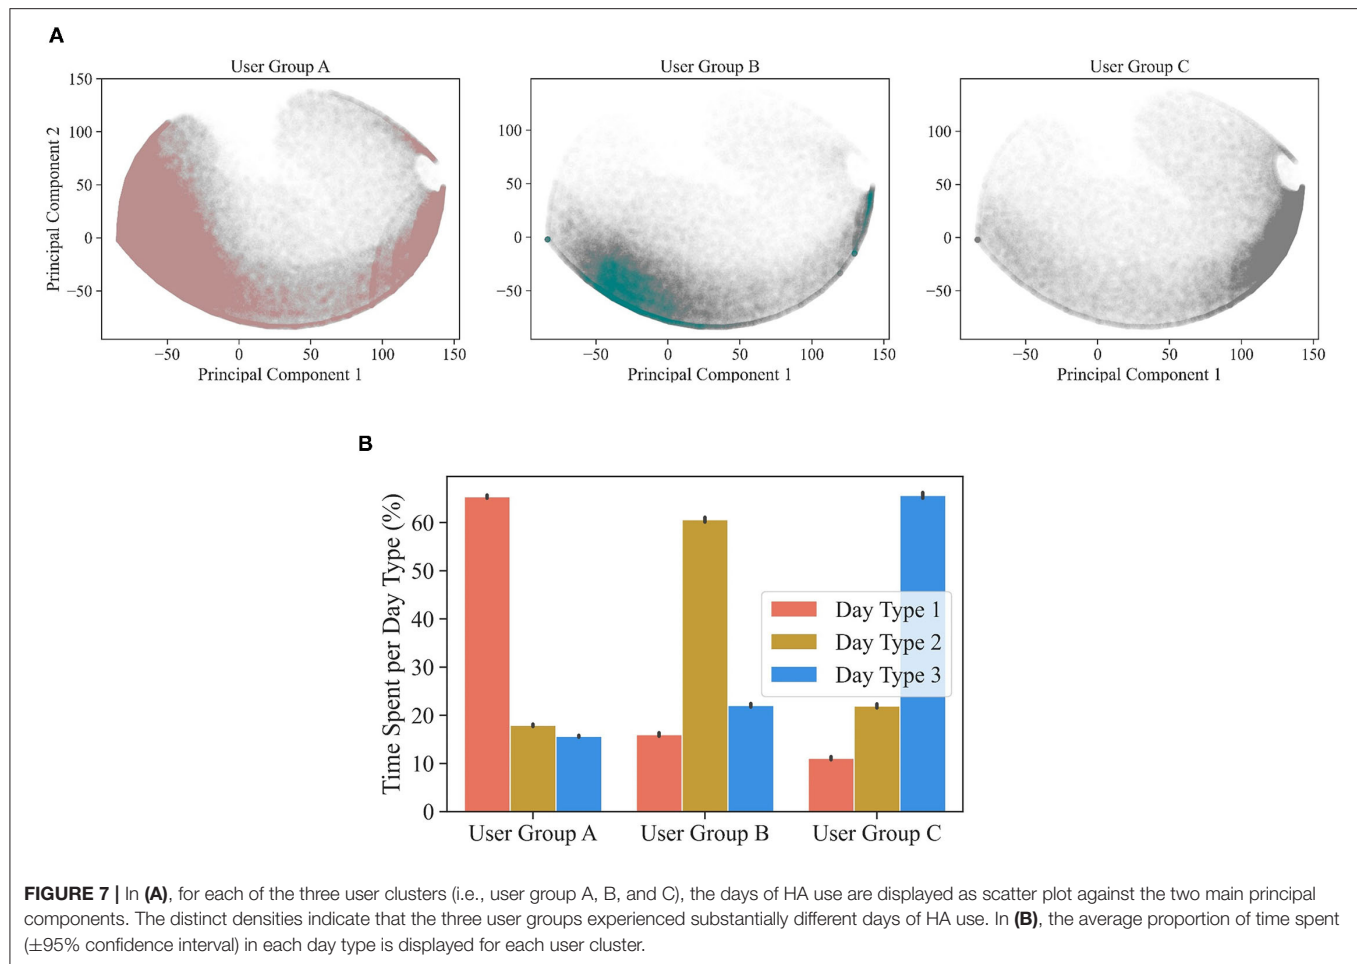 A
User Group A
User Group B
User Group C
Principal Component 2
150
100
50
0
−50
100
50
0
−50
100
50
0
−50
−50 0 50 100 150
−50 0 50 100 150
−50 0 50 100 150
Principal Component 1
Principal Component 1
Principal Component 1
B
Time Spent per Day Type (%)
60
50
40
30
20
10
0
Day Type 1
Day Type 2
Day Type 3
User Group A
User Group B
User Group C
FIGURE 7 | In (A), for each of the three user clusters (i.e., user group A, B, and C), the days of HA use are displayed as scatter plot against the two main principal
components. The distinct densities indicate that the three user groups experienced substantially different days of HA use. In (B), the average proportion of time spent
(±95% confidence interval) in each day type is displayed for each user cluster.